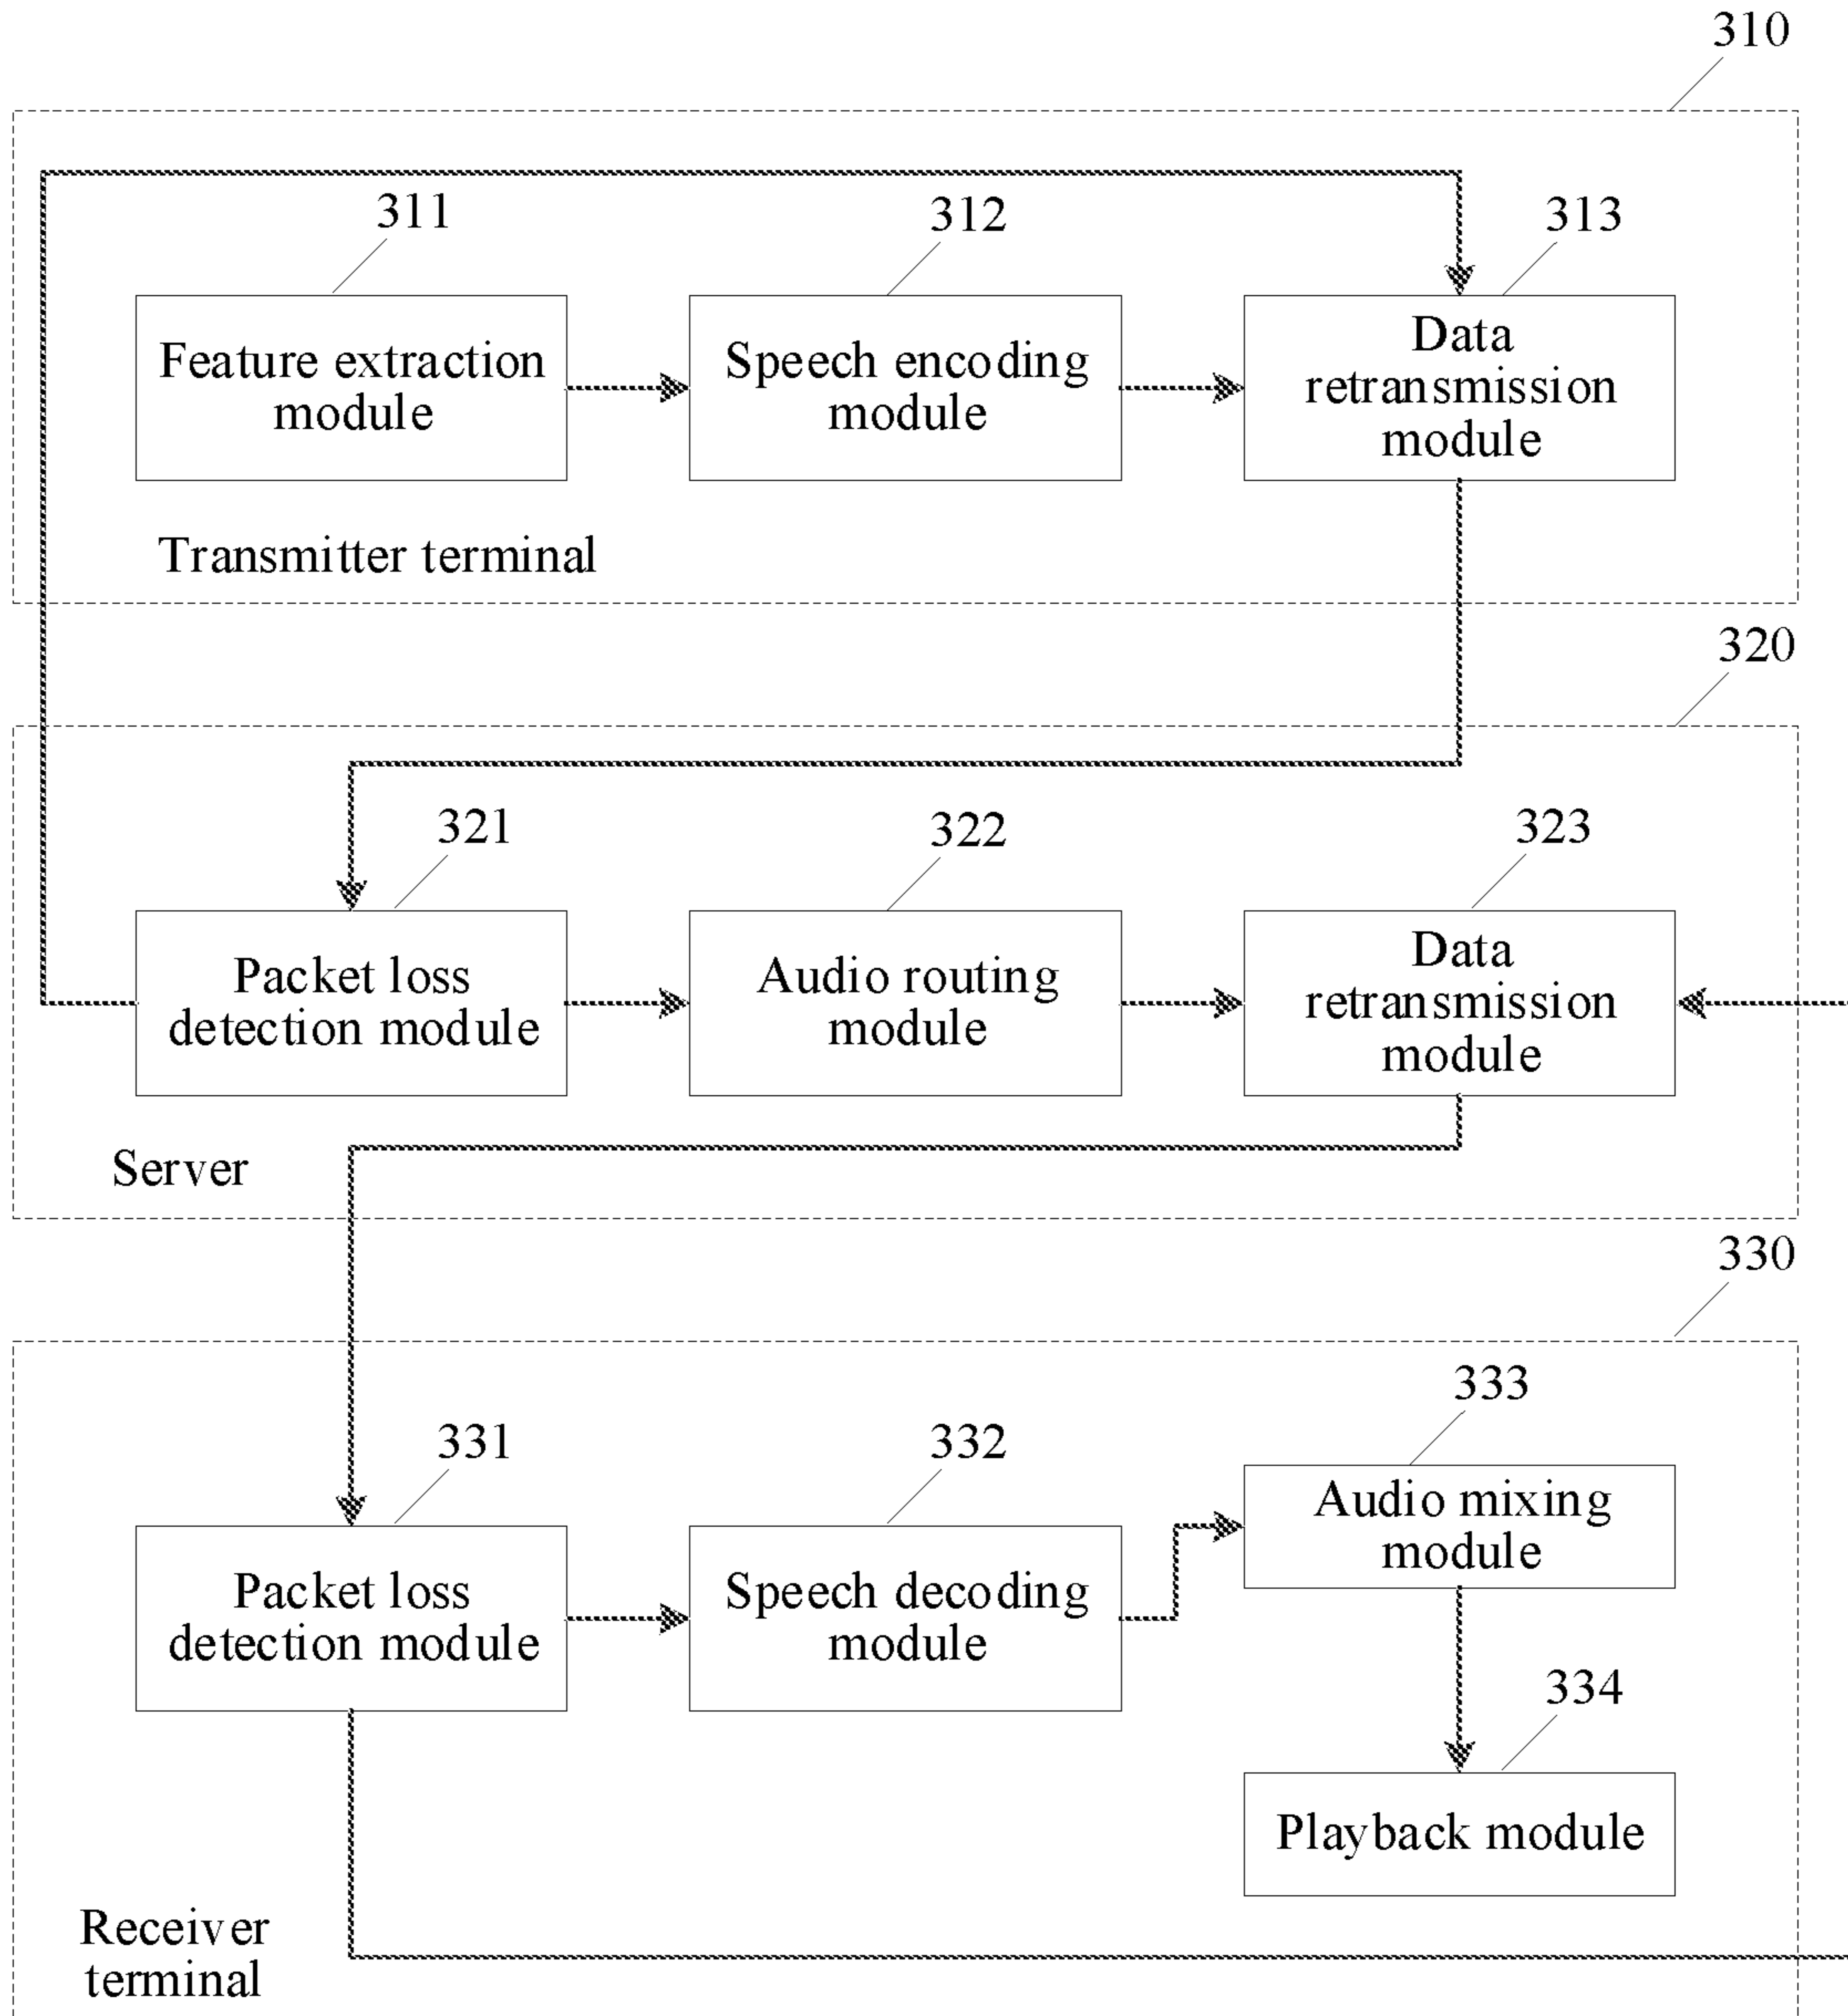 310
311
312
313
Feature extraction
module
Speech encoding
module
Data
retransmission
module
Transmitter terminal
320
321
322
323
Packet loss
detection module
Audio routing
module
Data
retransmission
module
Server
330
331
332
333
Packet loss
detection module
Speech decoding
module
Audio mixing
module
334
Playback module
Receiver
terminal